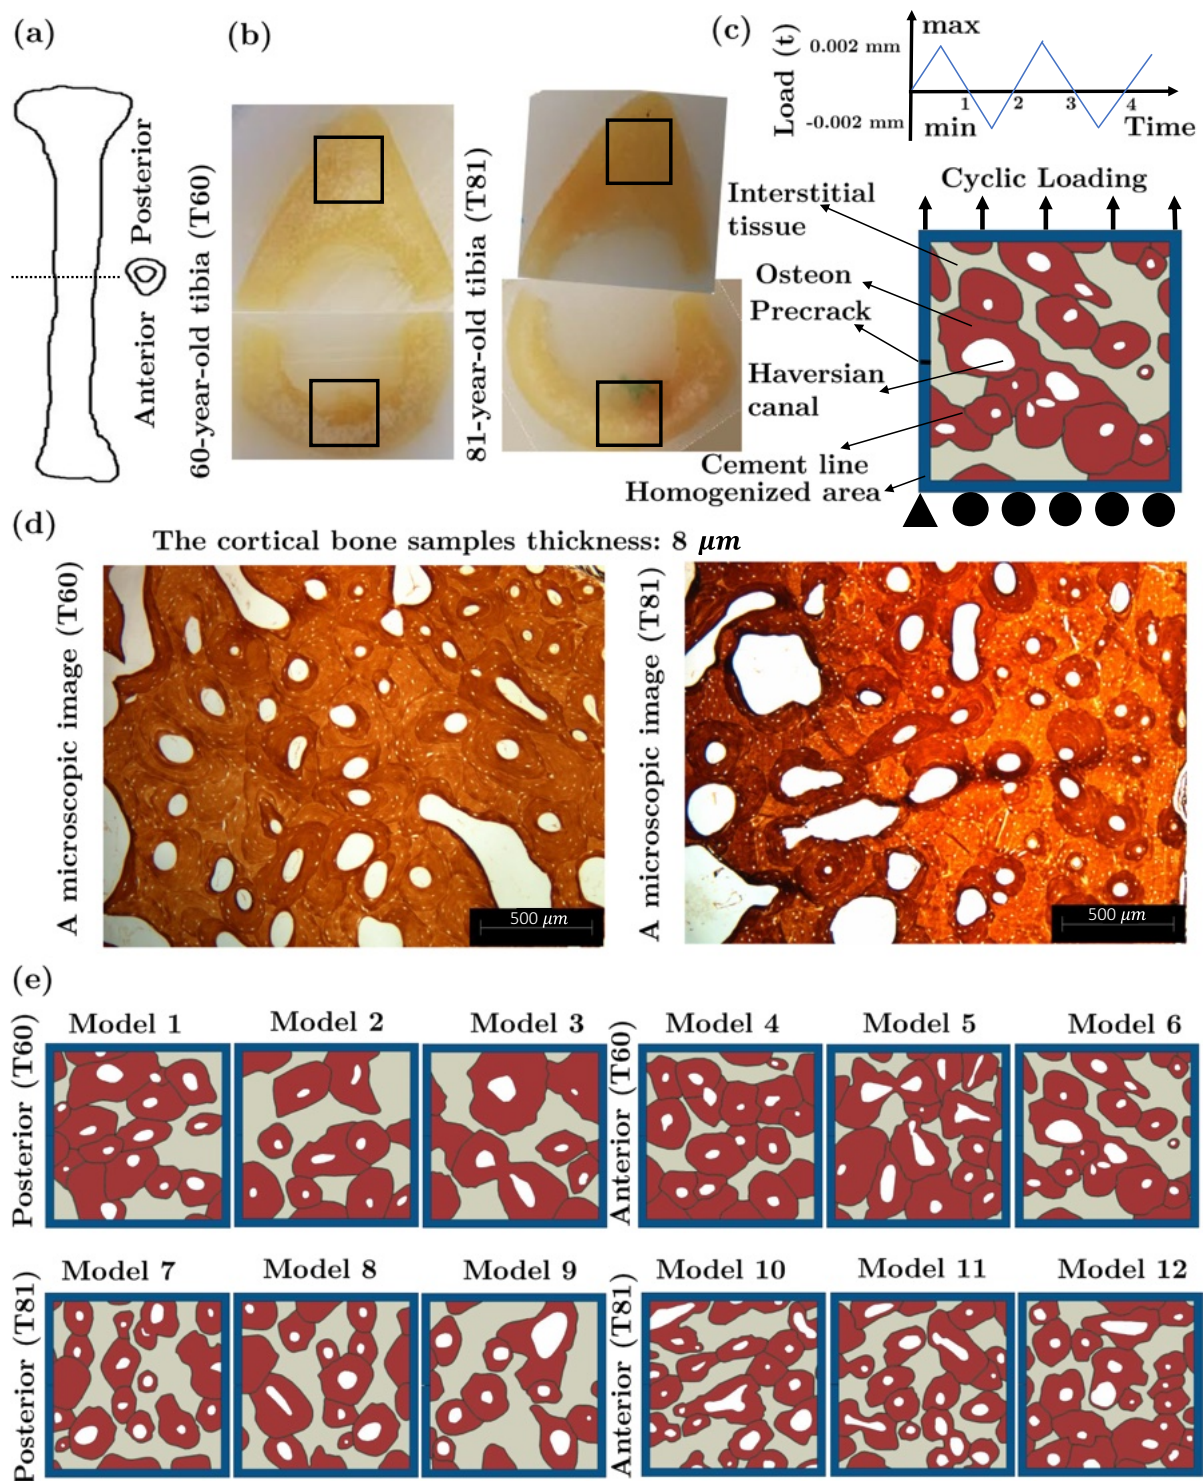 (a)
Posterior
Anterior
(b)
60-year-old tibia (T60)
81-year-old tibia (T81)
(c)
Load (t)
max
0.002 mm
-0.002 mm
min
1
2
3
4
Time
Cyclic Loading
Interstitial
tissue
Osteon
Precrack
Haversian
canal
Cement line
Homogenized area
(d)
The cortical bone samples thickness: 8 μm
A microscopic image (T60)
500 μm
A microscopic image (T81)
500 μm
(e)
Posterior (T60)
Model 1
Model 2
Model 3
Anterior (T60)
Model 4
Model 5
Model 6
Posterior (T81)
Model 7
Model 8
Model 9
Anterior (T81)
Model 10
Model 11
Model 12